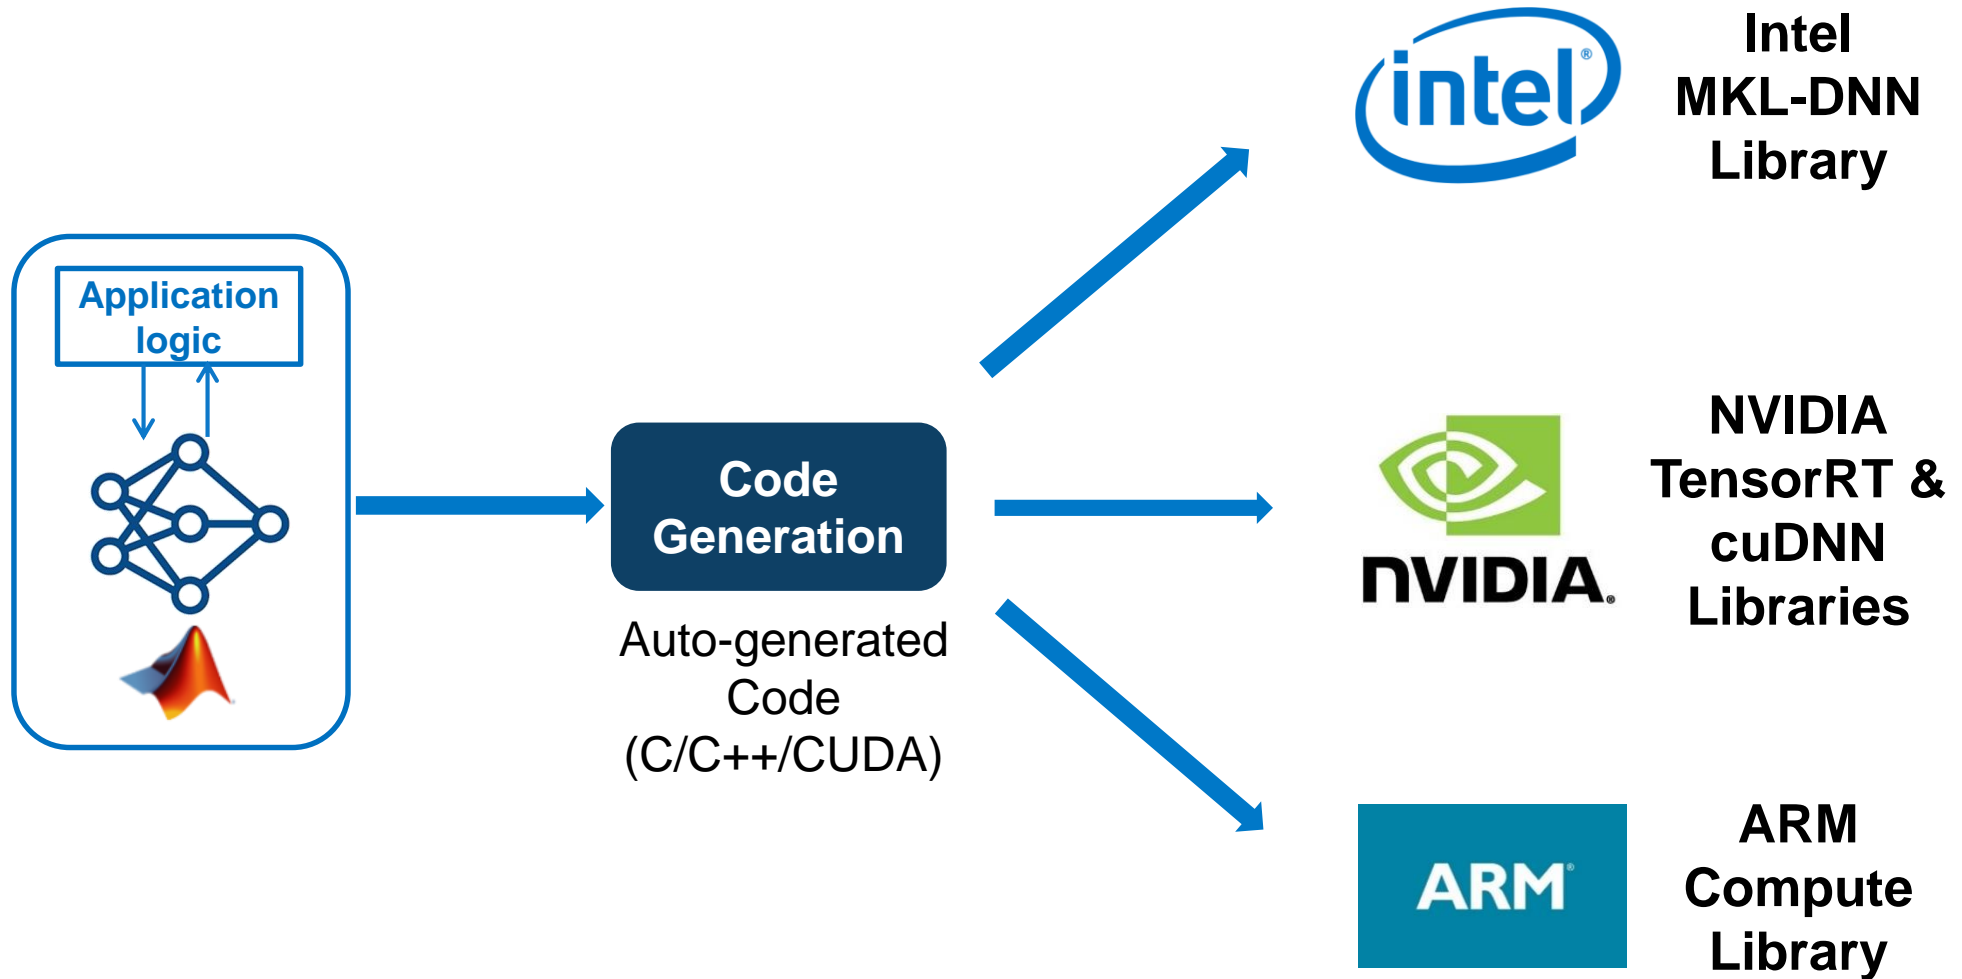 Application
logic
Code
Generation
Auto-generated
Code
(C/C++/CUDA)
intel®
Intel
MKL-DNN
Library
nVIDIA.
NVIDIA
TensorRT &
cuDNN
Libraries
ARM®
ARM
Compute
Library